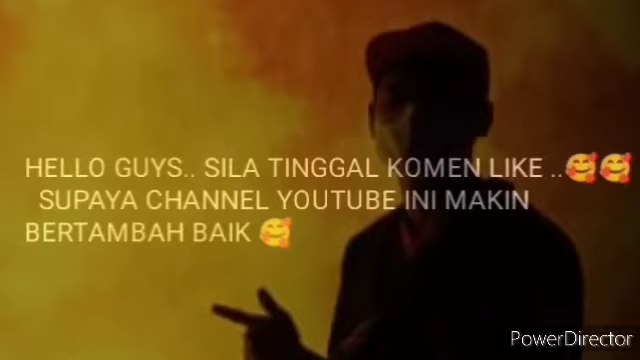 HELLO GUYS.. SILA TINGGAL KOMEN LIKE ..🥰🥰
SUPAYA CHANNEL YOUTUBE INI MAKIN
BERTAMBAH BAIK 🥰
PowerDirector